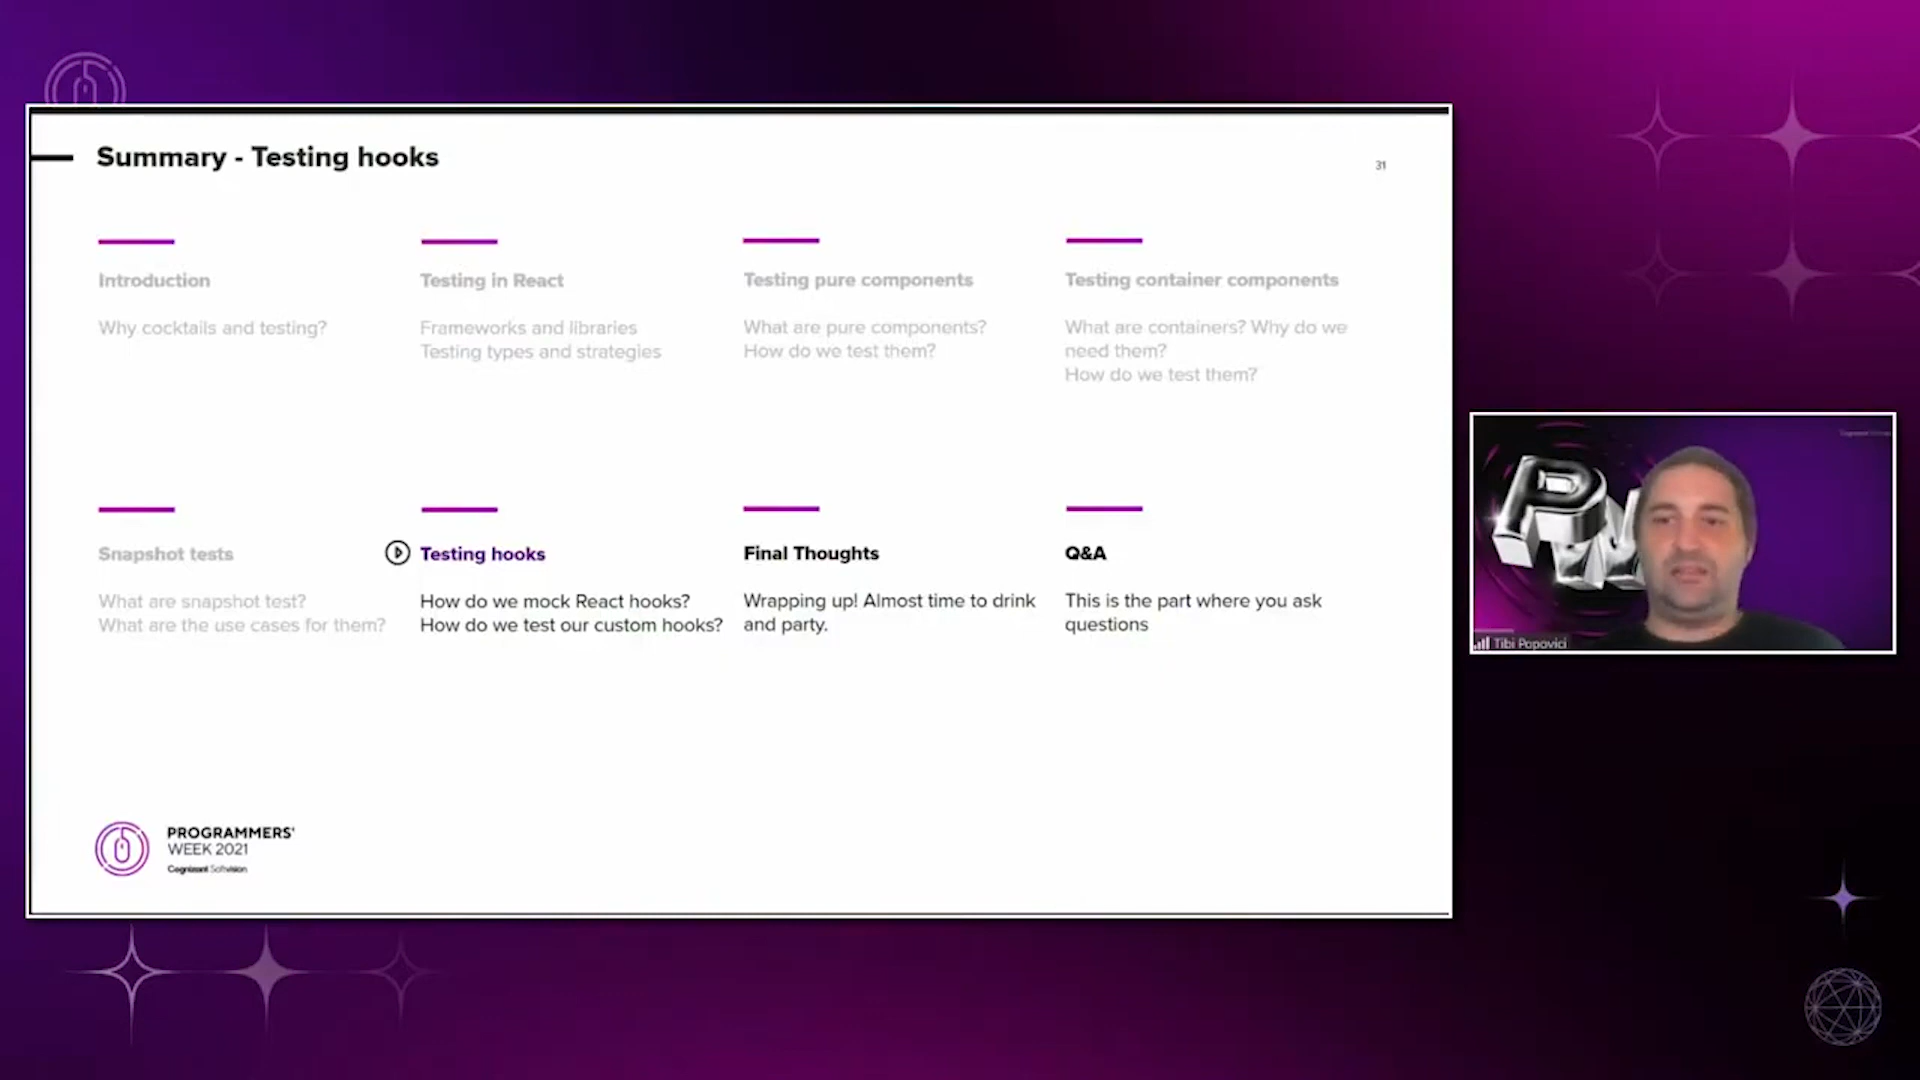 Summary - Testing hooks
31
Introduction
Why cocktails and testing?
Testing in React
Frameworks and libraries
Testing types and strategies
Testing pure components
What are pure components?
How do we test them?
Testing container components
What are containers? Why do we
need them?
How do we test them?
Snapshot tests
What are snapshot test?
What are the use cases for them?
Testing hooks
How do we mock React hooks?
How do we test our custom hooks?
Final Thoughts
Wrapping up! Almost time to drink
and party.
Q&A
This is the part where you ask
questions
PROGRAMMERS'
WEEK 2021
Cognizant Softvision
PW
Tibi Popovici